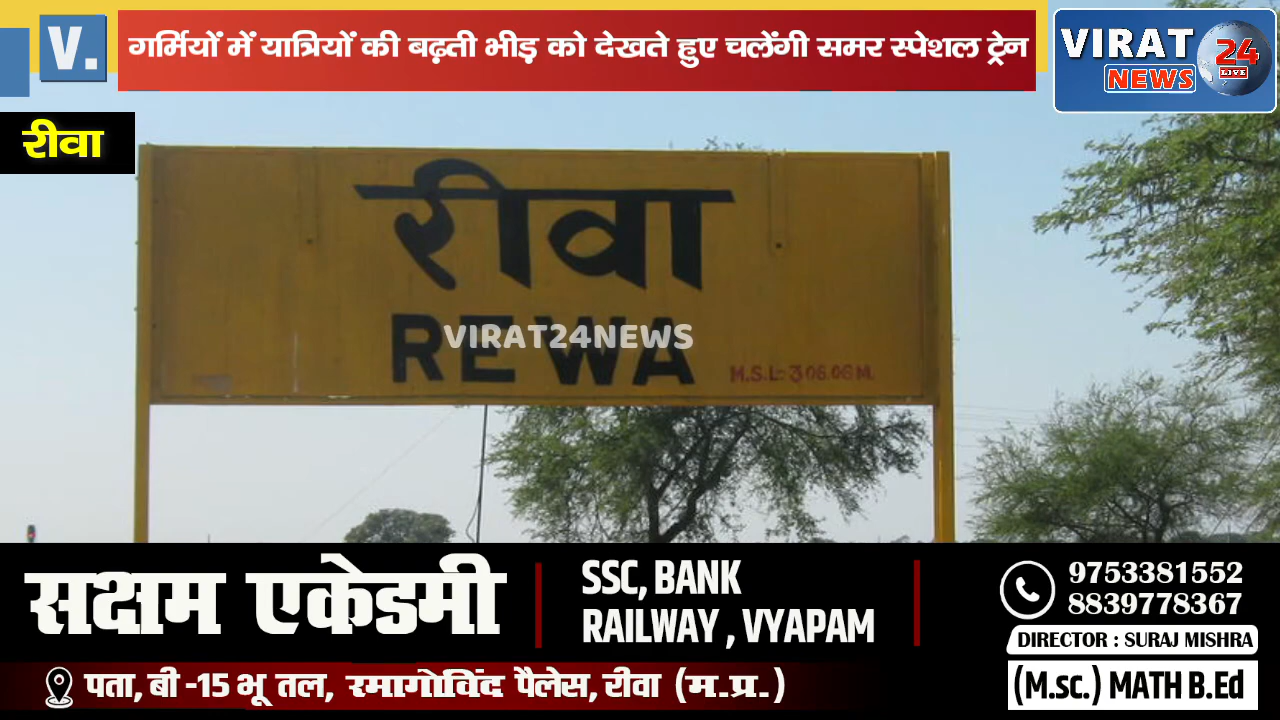 V.
गर्मियों में यात्रियों की बढ़ती भीड़ को देखते हुए चलेंगी समर स्पेशल ट्रेन
VIRAT
24
NEWS
LIVE
रीवा
रीवा
REWA
VIRAT24NEWS
M.S.L= 306.06 M.
सक्षम एकेडमी
SSC, BANK
RAILWAY , VYAPAM
9753381552
8839778367
DIRECTOR : SURAJ MISHRA
(M.sc.) MATH B.Ed
पता, बी -15 भू तल, रमागोविंद पैलेस, रीवा (म.प्र.)